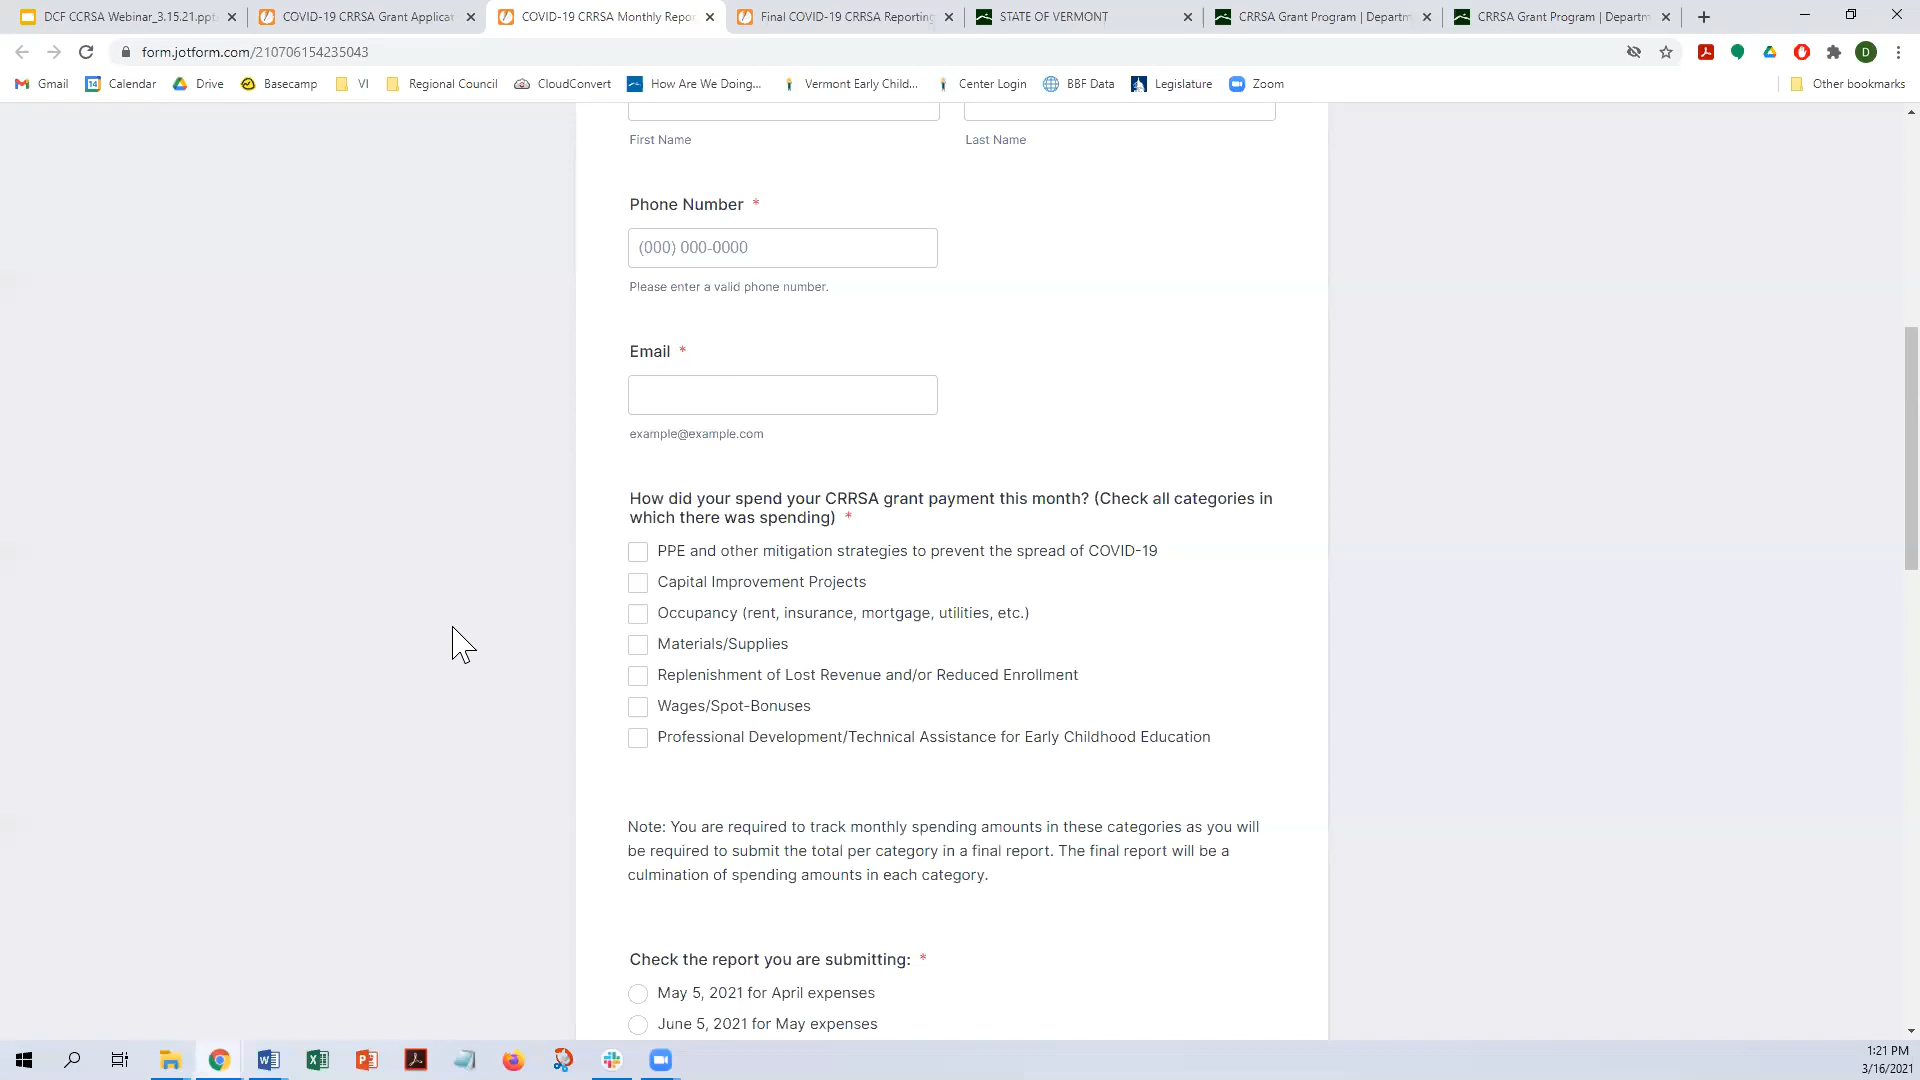 DCF CCRSA Webinar_3.15.21.ppt
COVID-19 CRRSA Grant Applicat
COVID-19 CRRSA Monthly Repo
Final COVID-19 CRRSA Reporting
STATE OF VERMONT
CRRSA Grant Program | Departm
CRRSA Grant Program | Departm
form.jotform.com/210706154235043
D
Gmail
14
Calendar
Drive
Basecamp
VI
Regional Council
CloudConvert
How Are We Doing...
Vermont Early Child...
Center Login
BBF Data
Legislature
Zoom
Other bookmarks
First Name
Last Name
Phone Number *
(000) 000-0000
Please enter a valid phone number.
Email *
example@example.com
How did your spend your CRRSA grant payment this month? (Check all categories in
which there was spending) *
PPE and other mitigation strategies to prevent the spread of COVID-19
Capital Improvement Projects
Occupancy (rent, insurance, mortgage, utilities, etc.)
Materials/Supplies
Replenishment of Lost Revenue and/or Reduced Enrollment
Wages/Spot-Bonuses
Professional Development/Technical Assistance for Early Childhood Education
Note: You are required to track monthly spending amounts in these categories as you will
be required to submit the total per category in a final report. The final report will be a
culmination of spending amounts in each category.
Check the report you are submitting: *
May 5, 2021 for April expenses
June 5, 2021 for May expenses
1:21 PM
3/16/2021